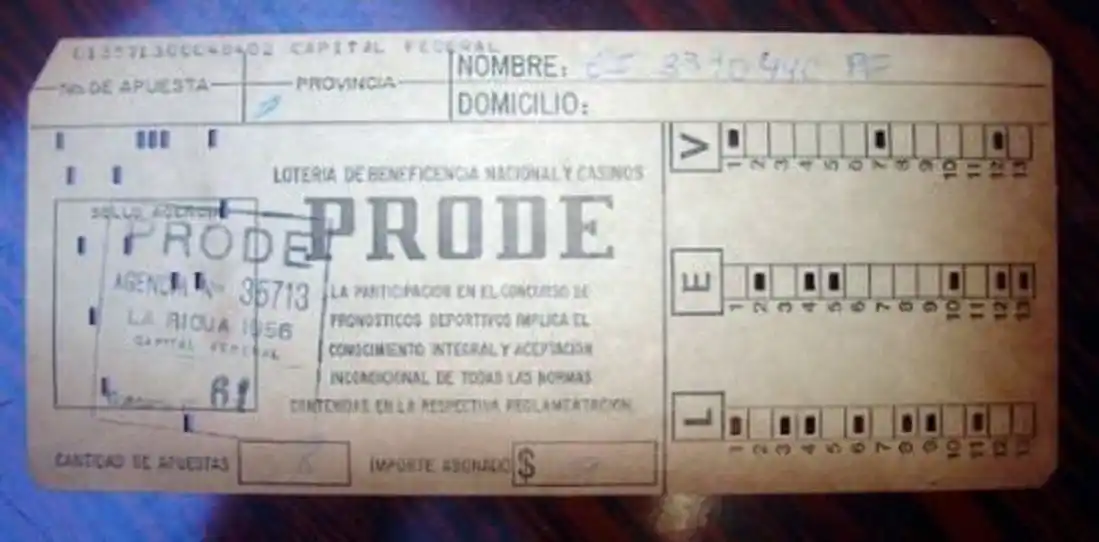 CAPITAL FEDERAL
No. DE APUESTA
PROVINCIA
NOMBRE:
DOMICILIO:
LOTERIA DE BENEFICENCIA NACIONAL Y CASINOS
PRODE
SELLO AGENCIA
PRODE
AGENCIA No 35713
LA RIOJA 1056
CAPITAL FEDERAL
61
LA PARTICIPACION EN EL CONCURSO DE
PRONOSTICOS DEPORTIVOS IMPLICA EL
CONOCIMIENTO INTEGRAL Y ACEPTACION
INCONDICIONAL DE TODAS LAS NORMAS
CONTENIDAS EN LA RESPECTIVA REGLAMENTACION
CANTIDAD DE APUESTAS
IMPORTE ABONADO $
V
1 2 3 4 5 6 7 8 9 10 11 12 13
E
1 2 3 4 5 6 7 8 9 10 11 12 13
L
1 2 3 4 5 6 7 8 9 10 11 12 13